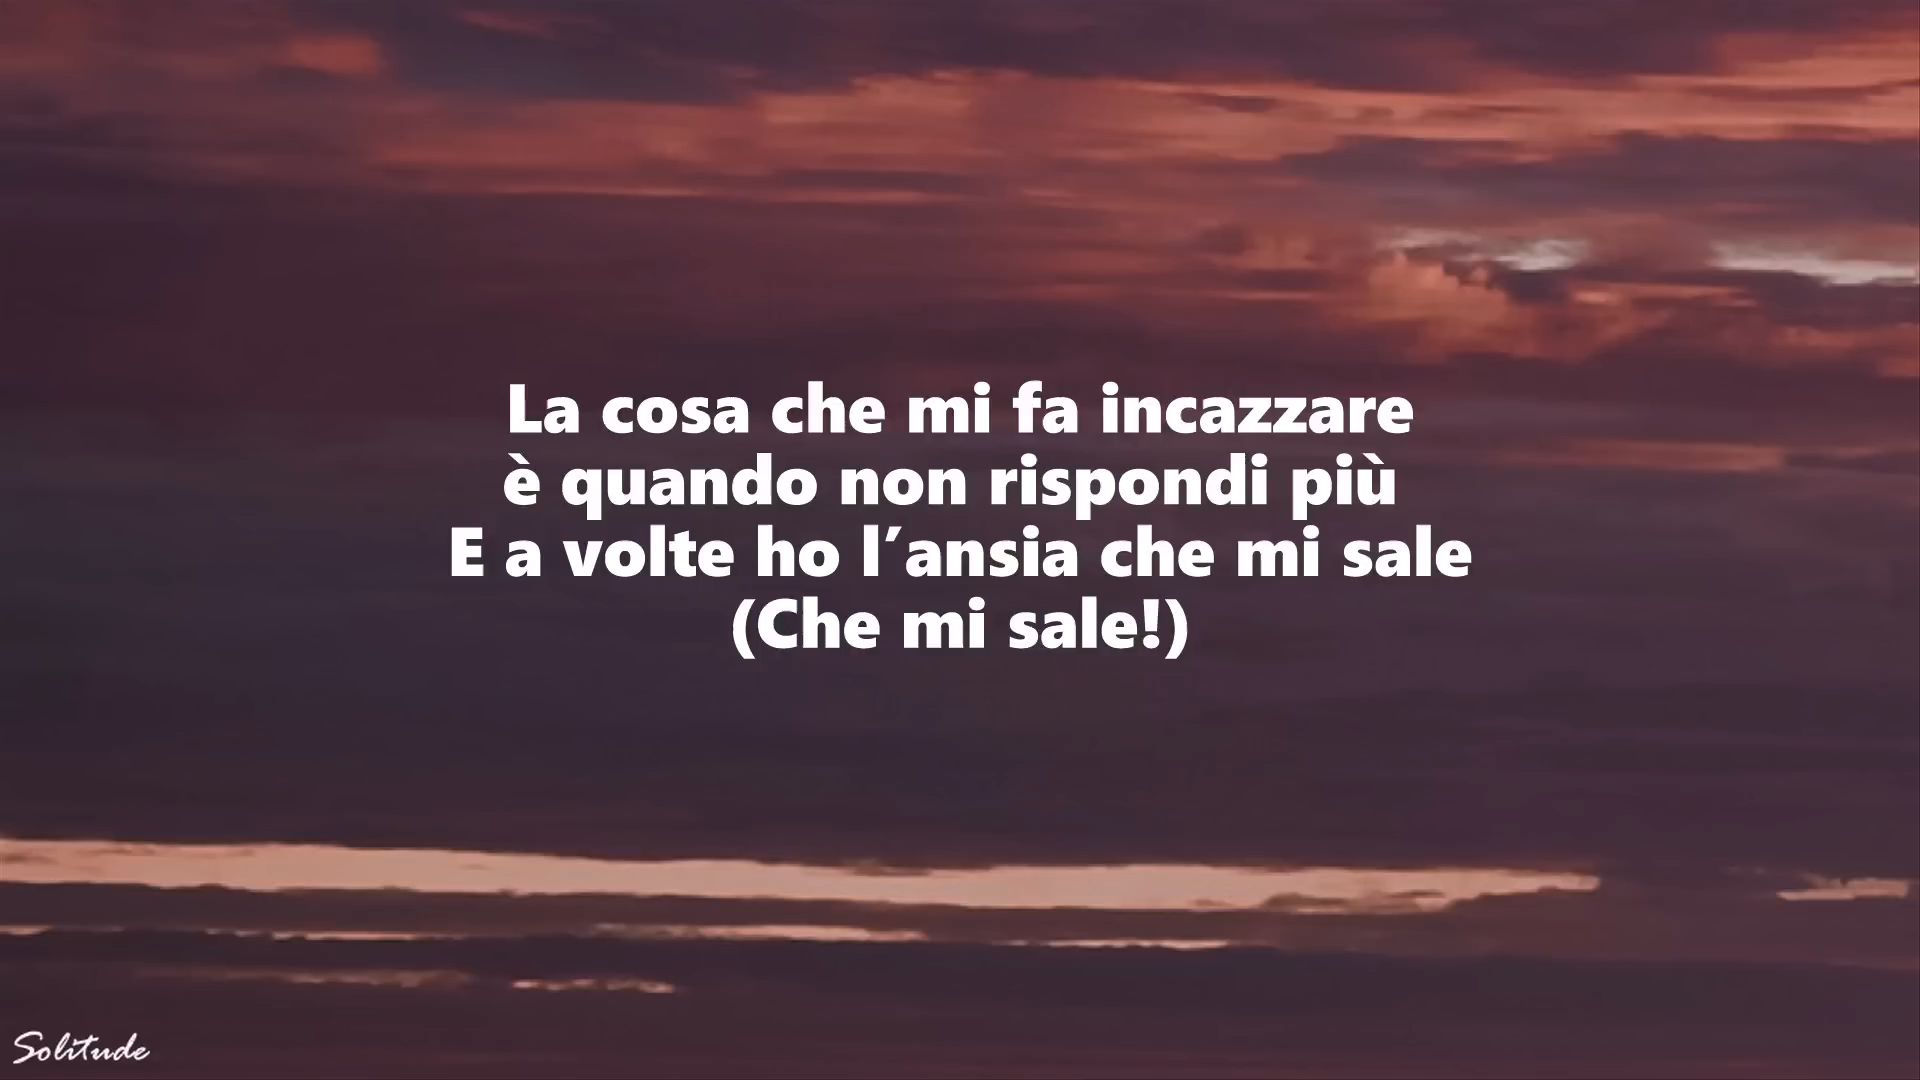 La cosa che mi fa incazzare
è quando non rispondi più
E a volte ho l’ansia che mi sale
(Che mi sale!)
Solitude